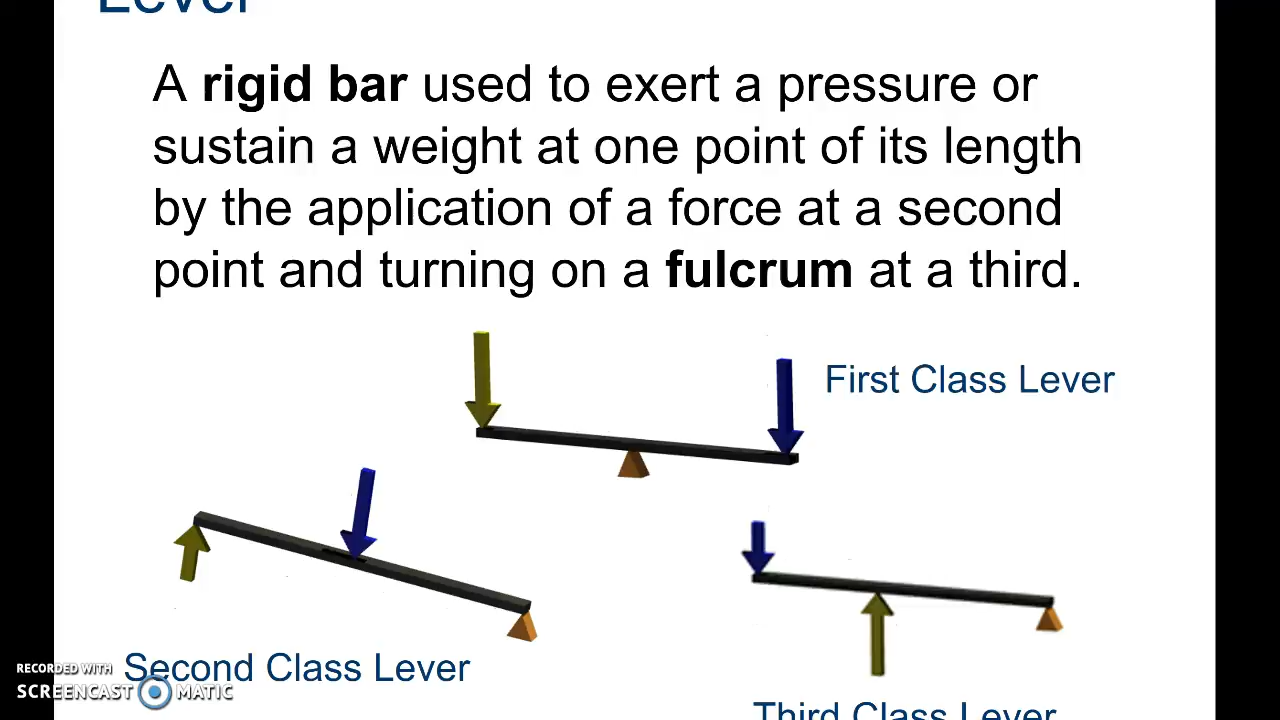 Lever
A rigid bar used to exert a pressure or
sustain a weight at one point of its length
by the application of a force at a second
point and turning on a fulcrum at a third.
First Class Lever
Second Class Lever
Third Class Lever
RECORDED WITH
SCREENCAST MATIC